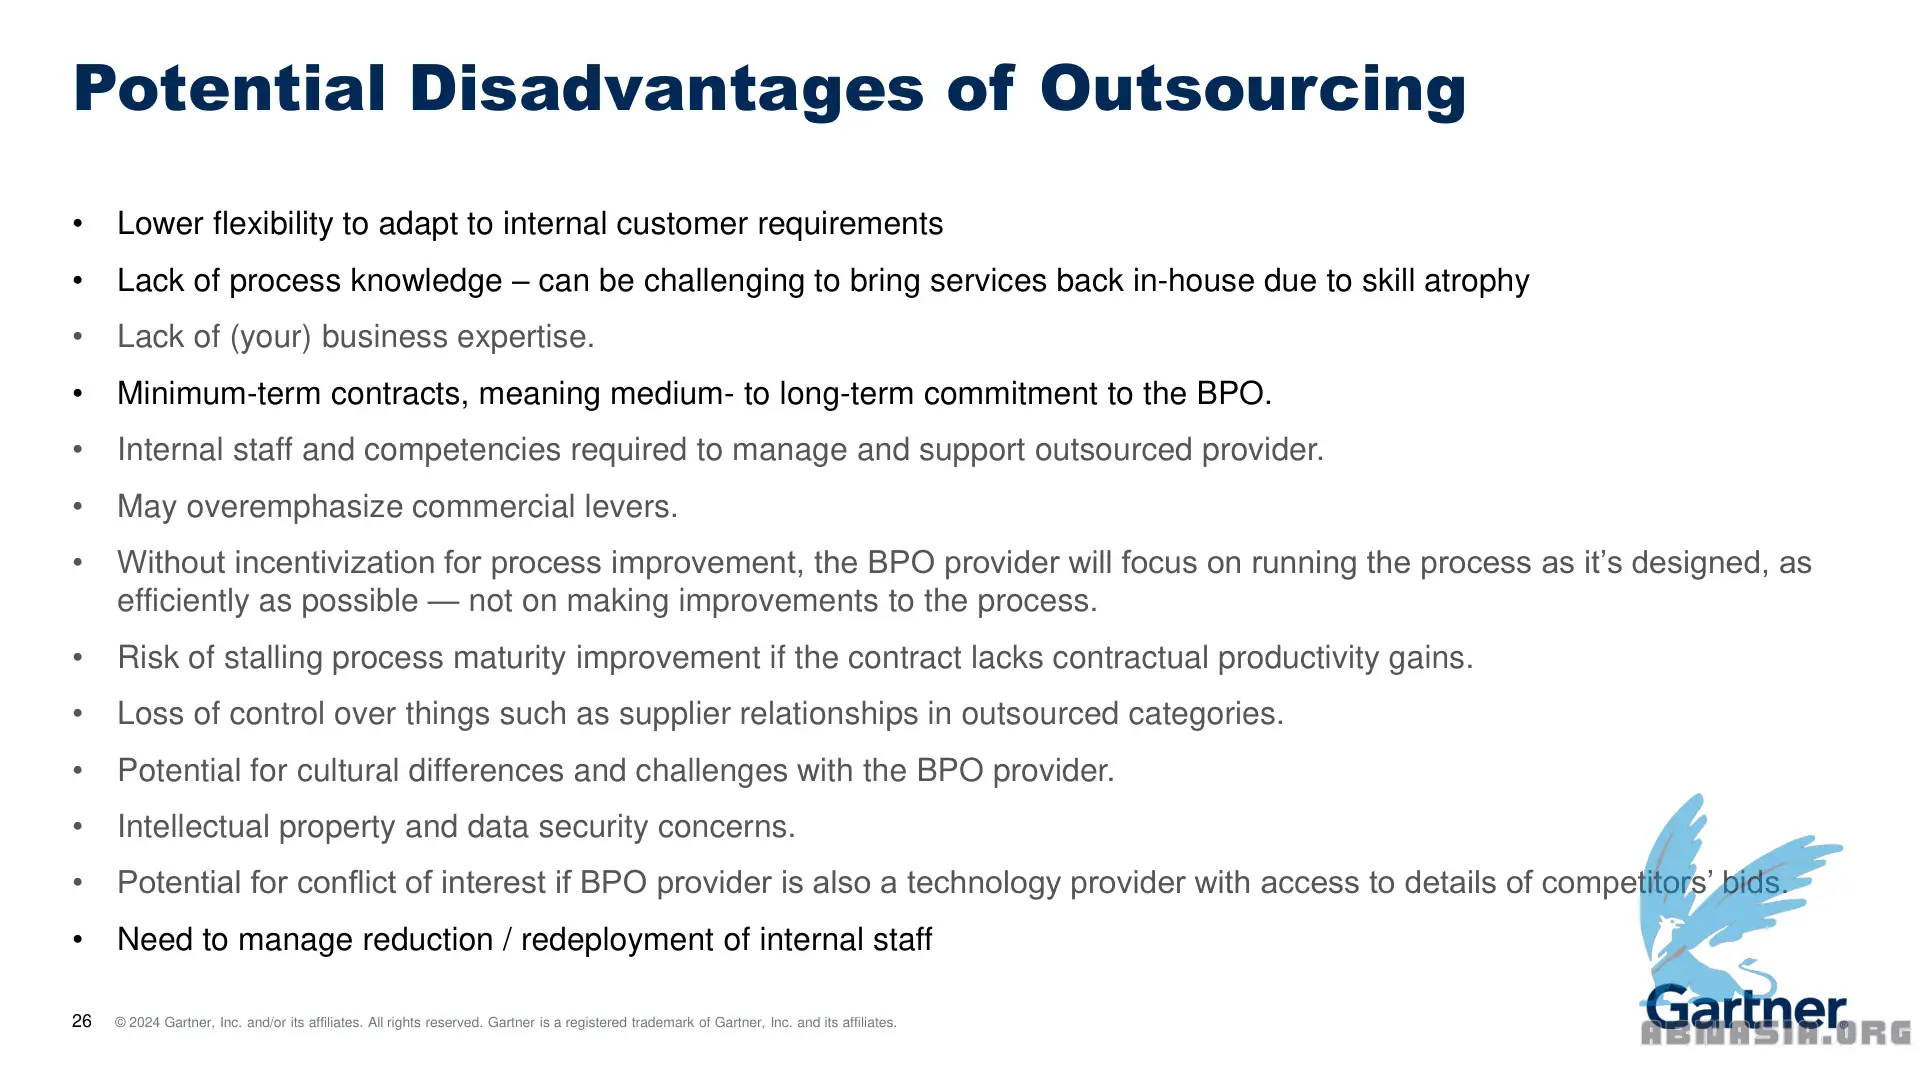 Potential Disadvantages of Outsourcing
• Lower flexibility to adapt to internal customer requirements
• Lack of process knowledge – can be challenging to bring services back in-house due to skill atrophy
• Lack of (your) business expertise.
• Minimum-term contracts, meaning medium- to long-term commitment to the BPO.
• Internal staff and competencies required to manage and support outsourced provider.
• May overemphasize commercial levers.
• Without incentivization for process improvement, the BPO provider will focus on running the process as it’s designed, as
efficiently as possible — not on making improvements to the process.
• Risk of stalling process maturity improvement if the contract lacks contractual productivity gains.
• Loss of control over things such as supplier relationships in outsourced categories.
• Potential for cultural differences and challenges with the BPO provider.
• Intellectual property and data security concerns.
• Potential for conflict of interest if BPO provider is also a technology provider with access to details of competitors’ bids.
• Need to manage reduction / redeployment of internal staff
26 © 2024 Gartner, Inc. and/or its affiliates. All rights reserved. Gartner is a registered trademark of Gartner, Inc. and its affiliates.
Gartner
ABNASIA.ORG